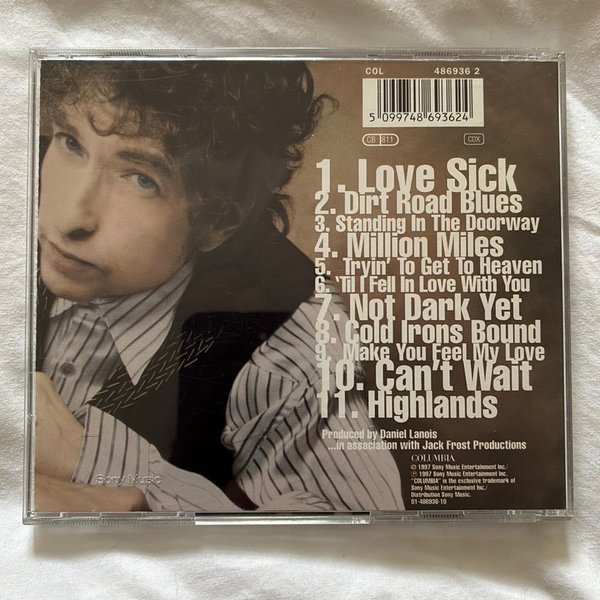 COL 486936 2
5 099748 693624
CB 811
CDX
1. Love Sick
2. Dirt Road Blues
3. Standing In The Doorway
4. Million Miles
5. Tryin' To Get To Heaven
6. 'Til I Fell In Love With You
7. Not Dark Yet
8. Cold Irons Bound
9. Make You Feel My Love
10. Can't Wait
11. Highlands
Produced by Daniel Lanois
...in association with Jack Frost Productions
COLUMBIA
© 1997 Sony Music Entertainment Inc./
℗ 1997 Sony Music Entertainment Inc./
"COLUMBIA" is the exclusive trademark of
Sony Music Entertainment Inc./
Distribution Sony Music.
01-486936-10
Sony Music